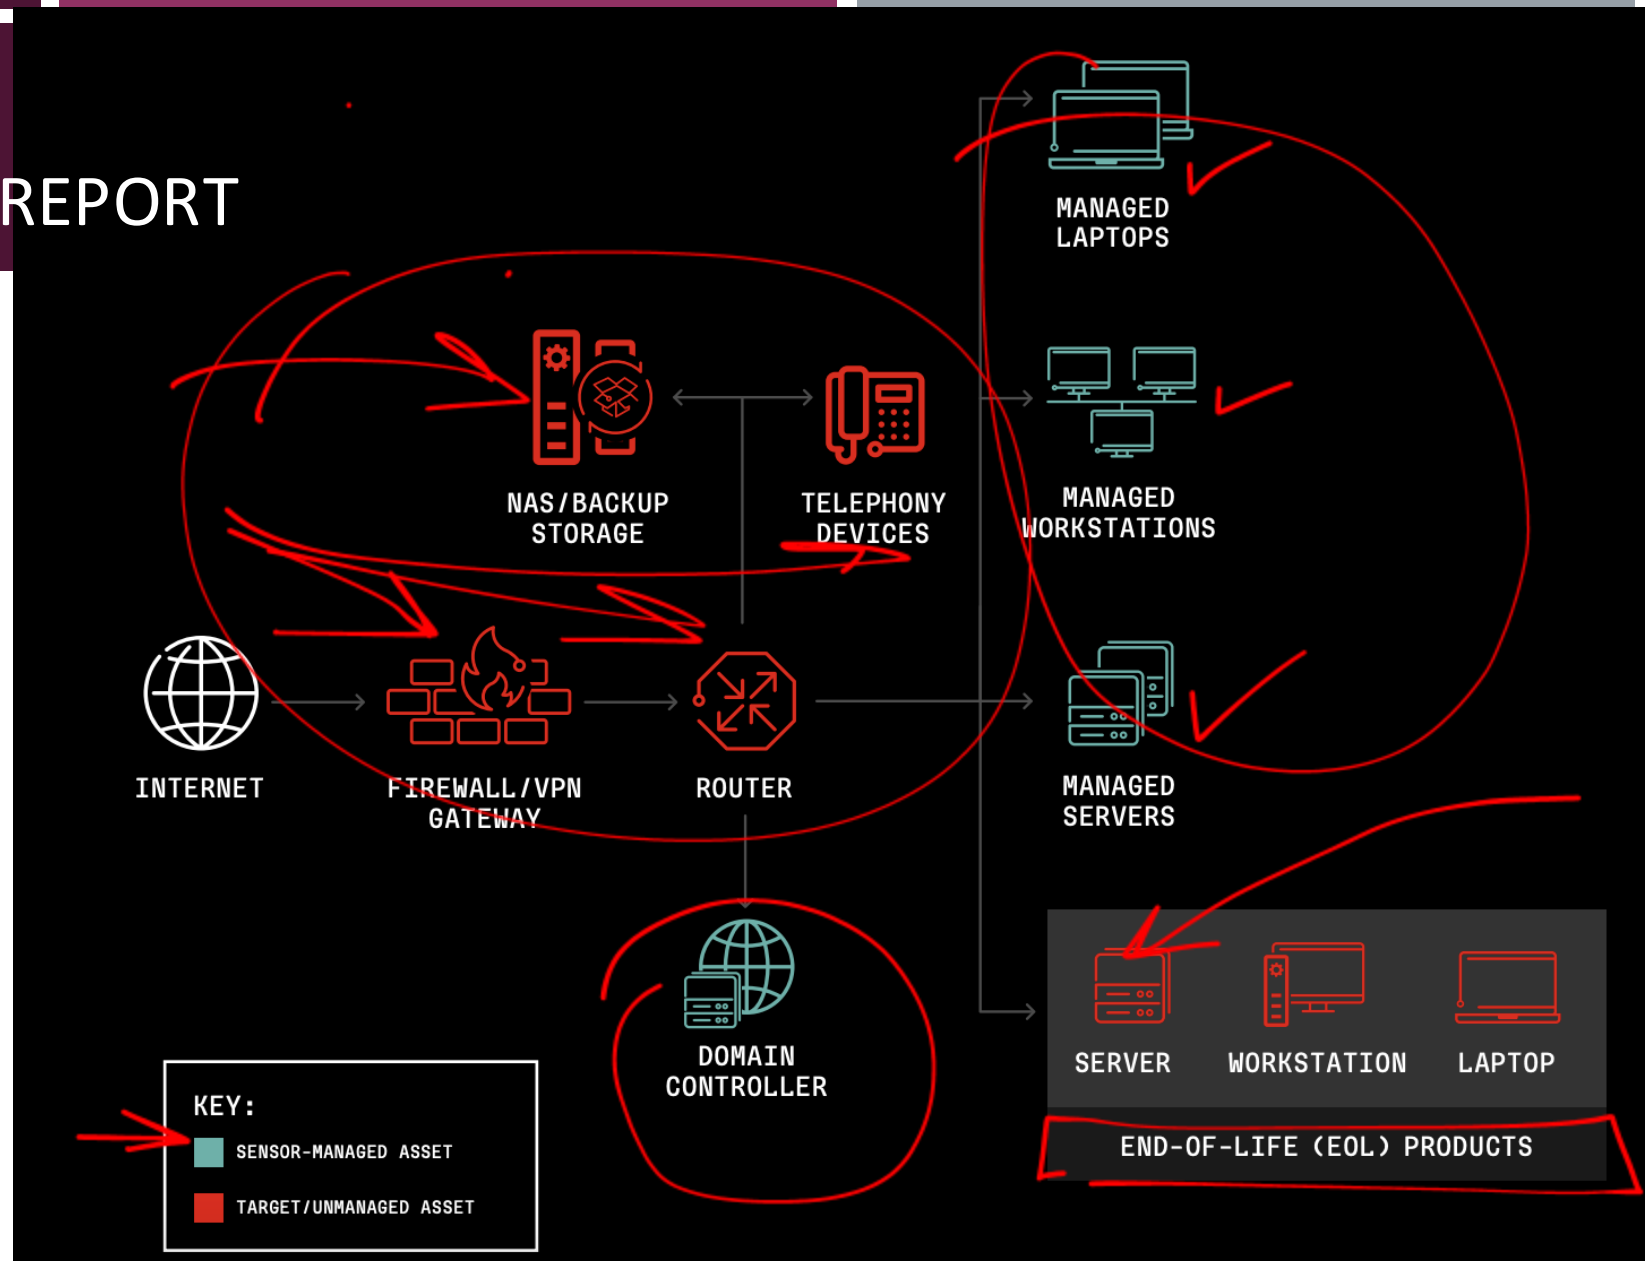 REPORT
MANAGED
LAPTOPS
NAS/BACKUP
STORAGE
TELEPHONY
DEVICES
MANAGED
WORKSTATIONS
INTERNET
FIREWALL/VPN
GATEWAY
ROUTER
MANAGED
SERVERS
DOMAIN
CONTROLLER
SERVER
WORKSTATION
LAPTOP
END-OF-LIFE (EOL) PRODUCTS
KEY:
SENSOR-MANAGED ASSET
TARGET/UNMANAGED ASSET